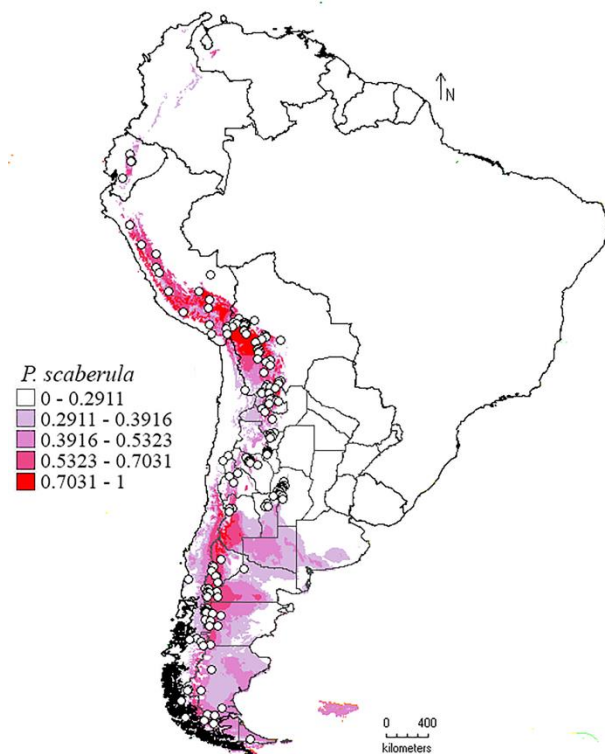 N
P. scaberula
0 - 0.2911
0.2911 - 0.3916
0.3916 - 0.5323
0.5323 - 0.7031
0.7031 - 1
0 400
kilometers